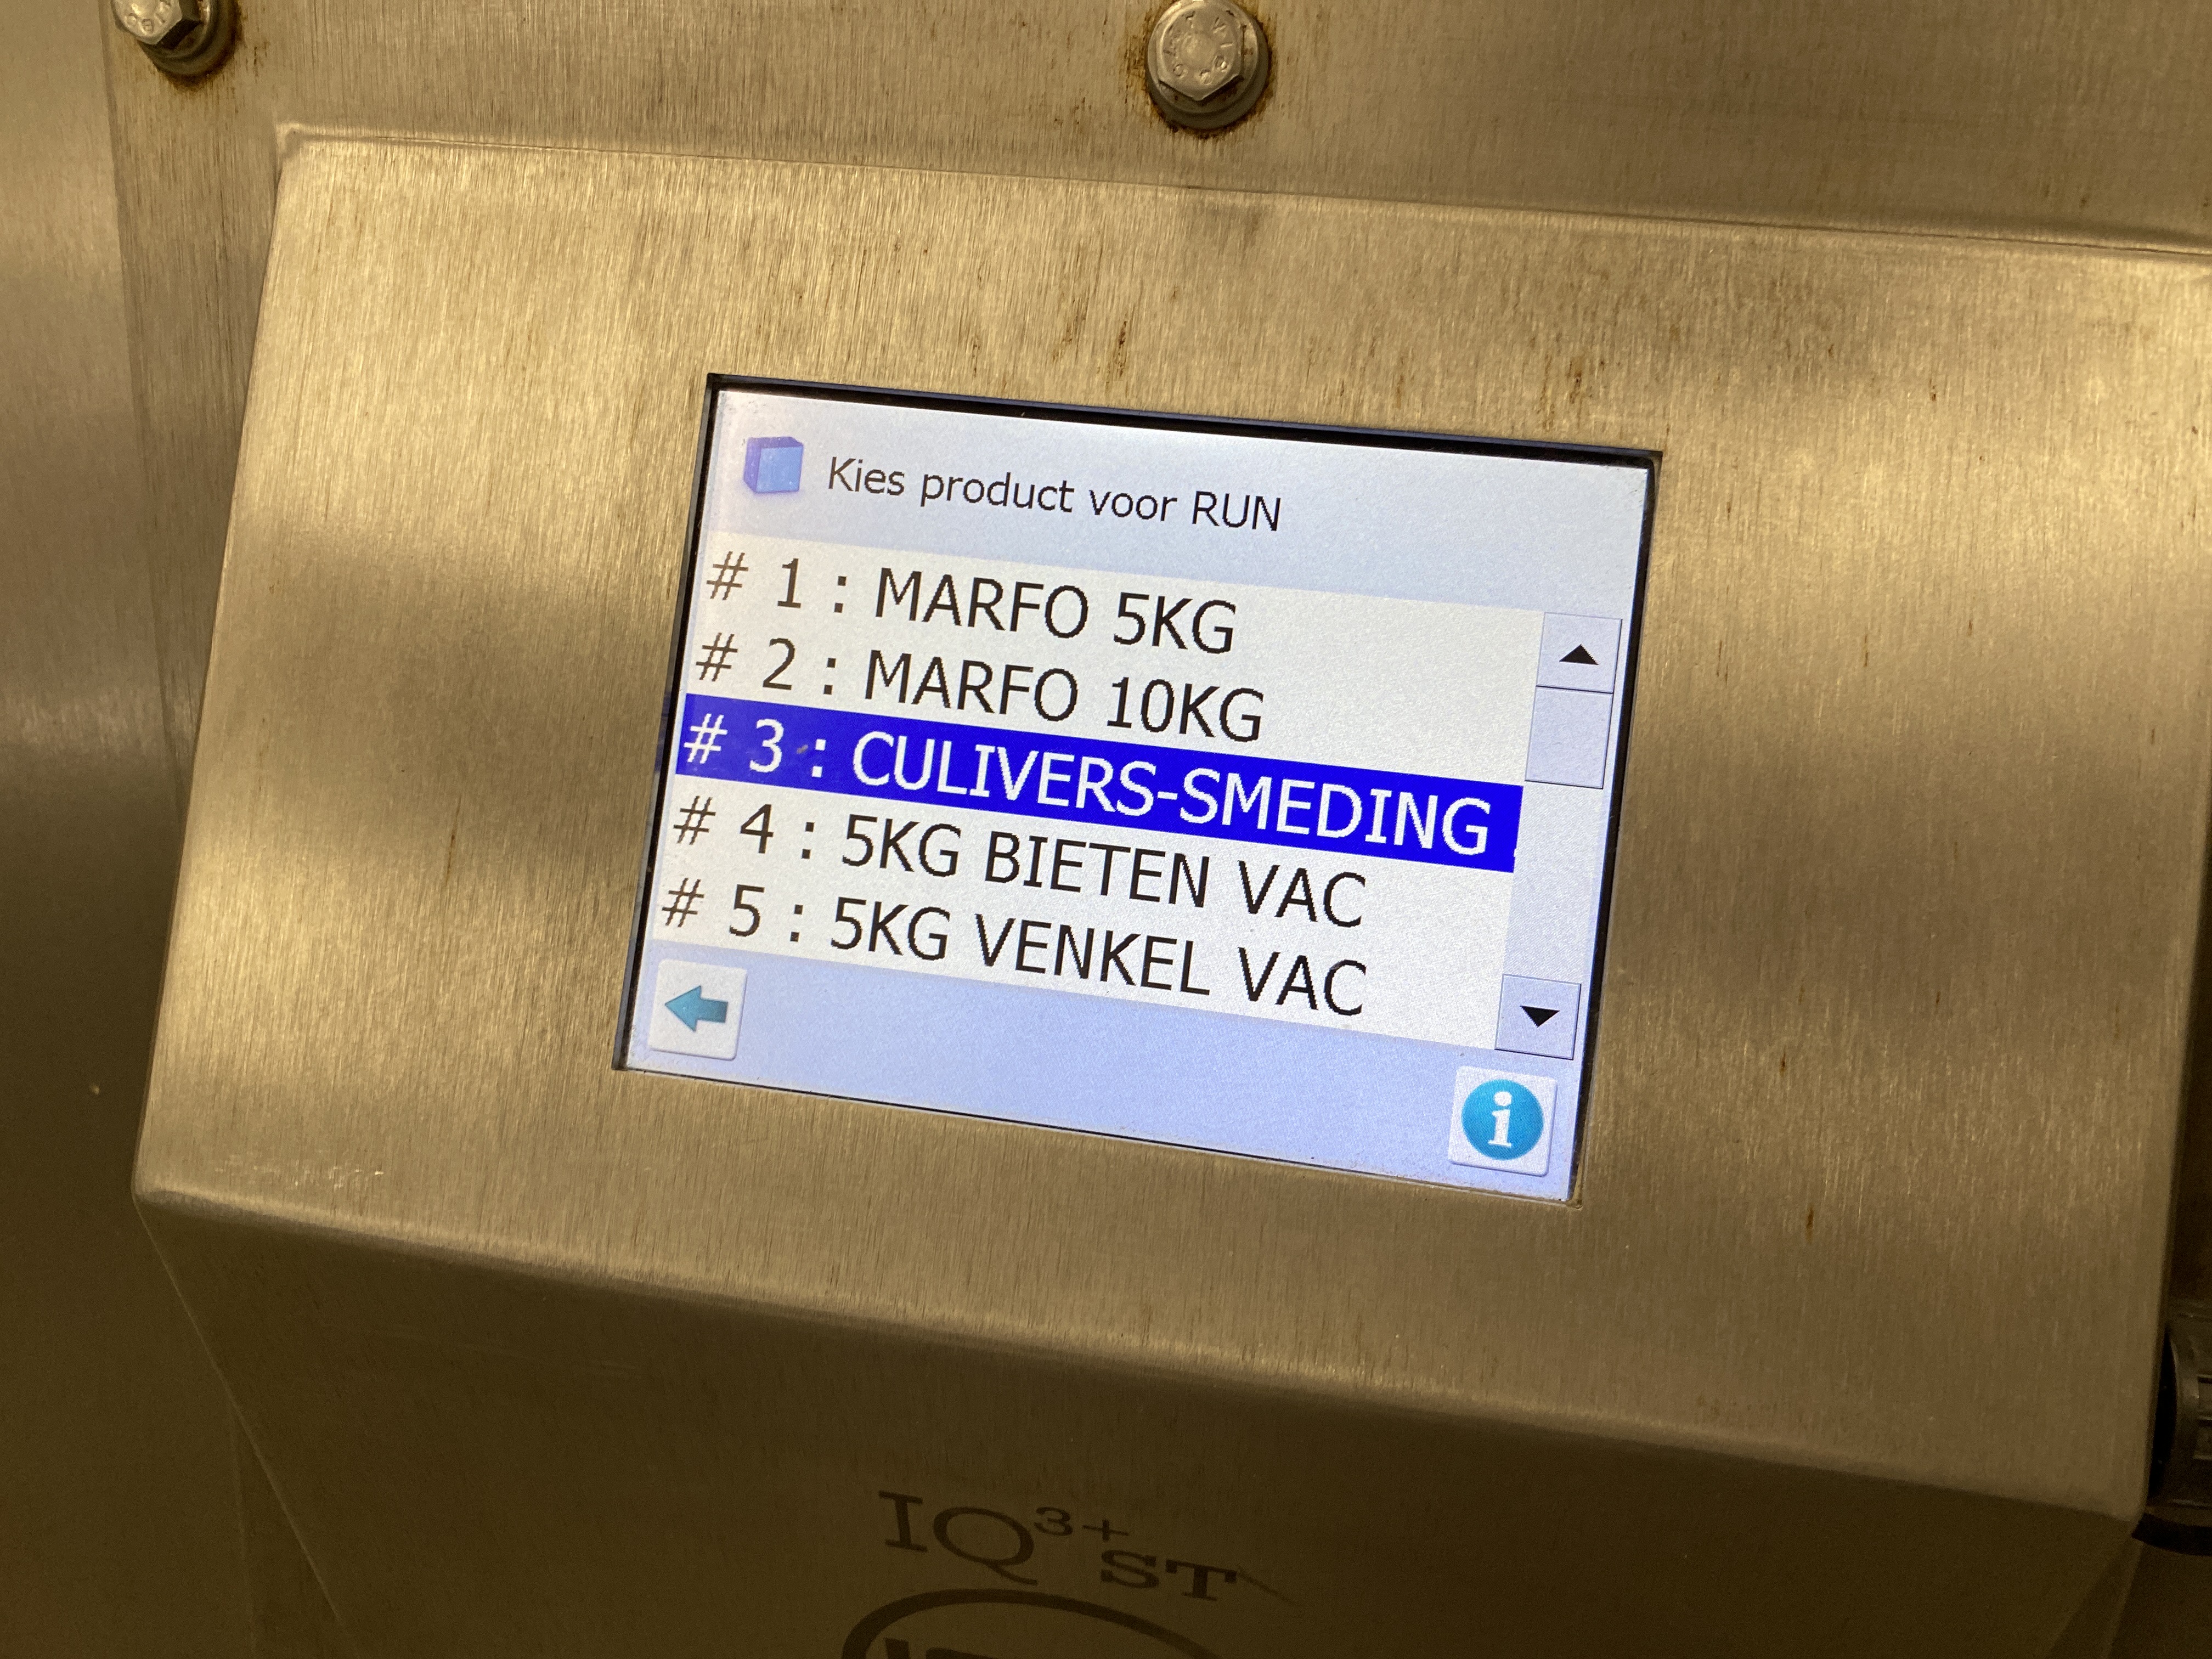 Kies product voor RUN
# 1 : MARFO 5KG
# 2 : MARFO 10KG
# 3 : CULIVERS-SMEDING
# 4 : 5KG BIETEN VAC
# 5 : 5KG VENKEL VAC
i
IQ3+
ST